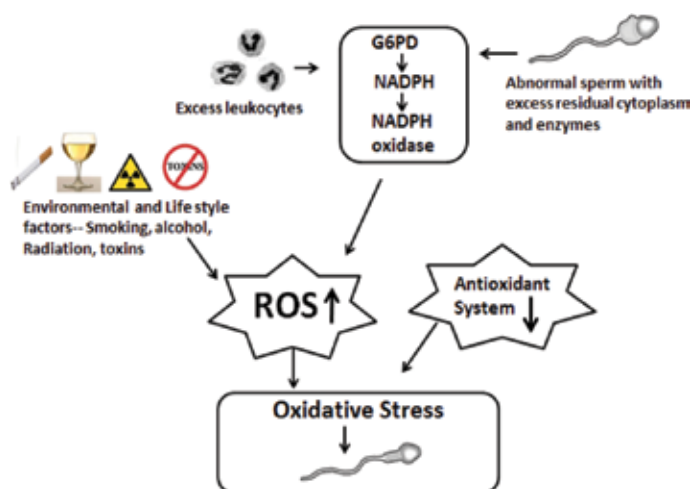 G6PD
NADPH
NADPH
oxidase
Excess leukocytes
Abnormal sperm with
excess residual cytoplasm
and enzymes
TOXINS
Environmental and Life style
factors-- Smoking, alcohol,
Radiation, toxins
ROS
Antioxidant
System
Oxidative Stress